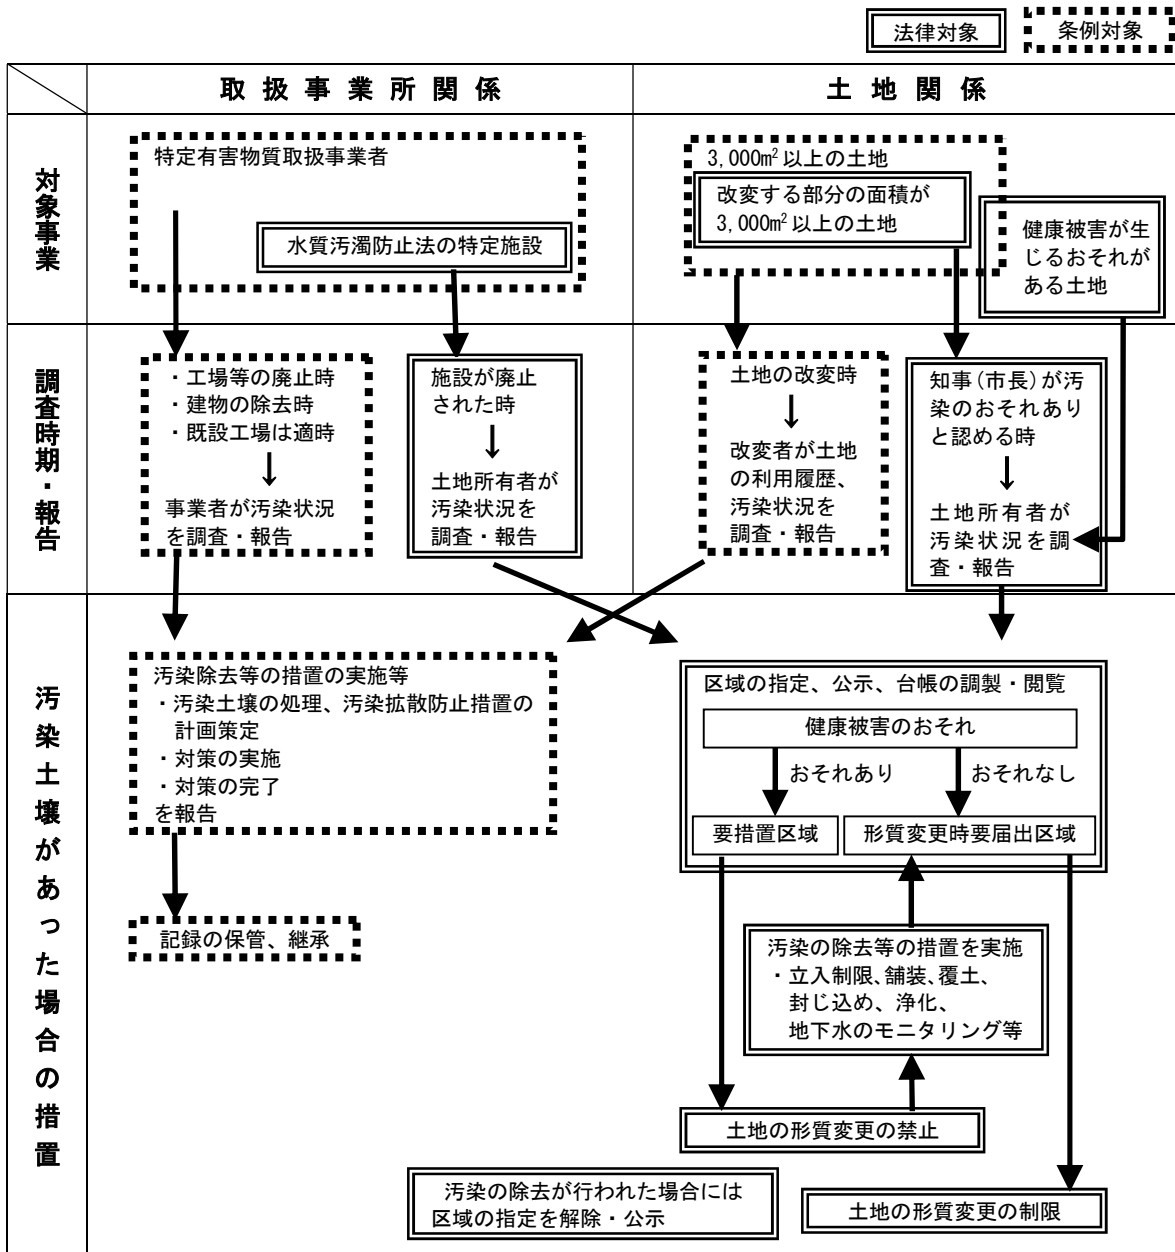 法律対象
条例対象
取扱事業所関係
土地関係
対象事業
特定有害物質取扱事業者
水質汚濁防止法の特定施設
3,000m²以上の土地
改変する部分の面積が
3,000m²以上の土地
健康被害が生
じるおそれが
ある土地
調査時期・報告
・工場等の廃止時
・建物の除去時
・既設工場は適時
↓
事業者が汚染状況
を調査・報告
施設が廃止
された時
↓
土地所有者が
汚染状況を
調査・報告
土地の改変時
↓
改変者が土地
の利用履歴、
汚染状況を
調査・報告
知事(市長)が汚
染のおそれあり
と認める時
↓
土地所有者が
汚染状況を調
査・報告
汚染土壌があった場合の措置
汚染除去等の措置の実施等
・汚染土壌の処理、汚染拡散防止措置の
計画策定
・対策の実施
・対策の完了
を報告
記録の保管、継承
区域の指定、公示、台帳の調製・閲覧
健康被害のおそれ
おそれあり
おそれなし
要措置区域
形質変更時要届出区域
汚染の除去等の措置を実施
・立入制限、舗装、覆土、
封じ込め、浄化、
地下水のモニタリング等
土地の形質変更の禁止
汚染の除去が行われた場合には
区域の指定を解除・公示
土地の形質変更の制限